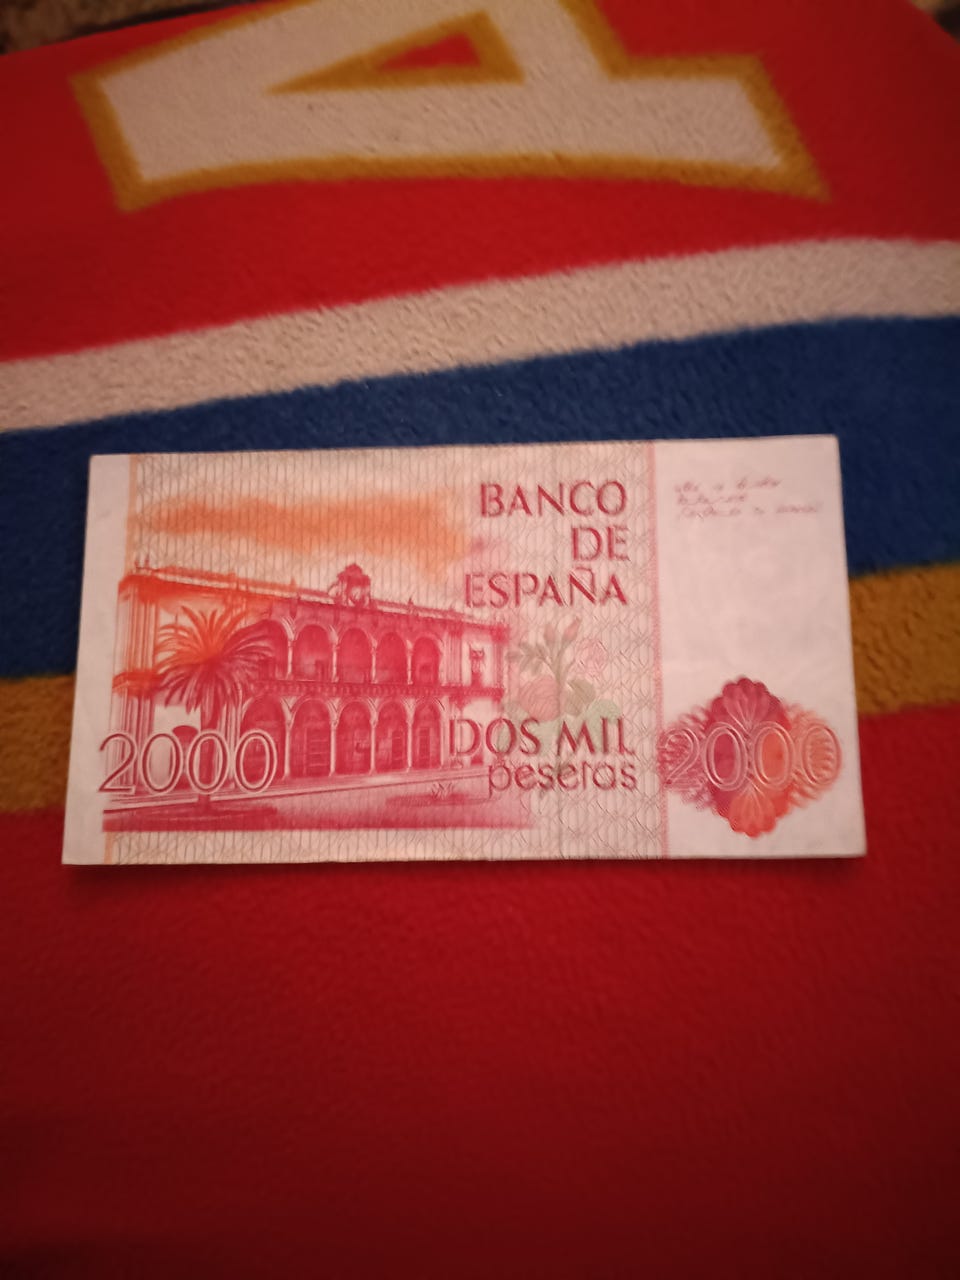 BANCO
DE
ESPAÑA
2000
DOS MIL
pesetas
2000